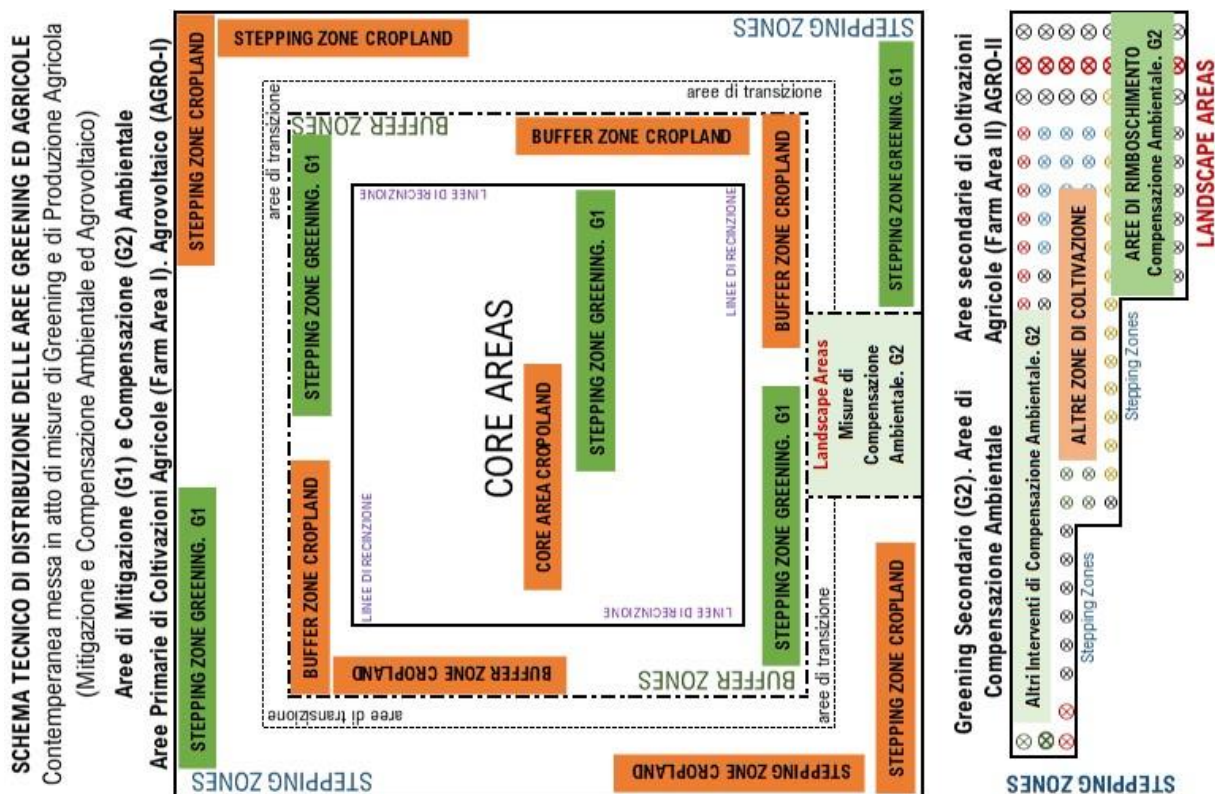 SCHEMA TECNICO DI DISTRIBUZIONE DELLE AREE GREENING ED AGRICOLE
Contemperanea messa in atto di misure di Greening e di Produzione Agricola
(Mitigazione e Compensazione Ambientale ed Agrovoltaico)
Aree di Mitigazione (G1) e Compensazione (G2) Ambientale
Aree Primarie di Coltivazioni Agricole (Farm Area I). Agrovoltaico (AGRO-I)
STEPPING ZONE GREENING. G1
STEPPING ZONE CROPLAND
STEPPING ZONE CROPLAND
STEPPING ZONES
STEPPING ZONES
aree di transizione
aree di transizione
aree di transizione
aree di transizione
BUFFER ZONES
BUFFER ZONES
BUFFER ZONE CROPLAND
STEPPING ZONE GREENING. G1
BUFFER ZONE CROPLAND
BUFFER ZONE CROPLAND
LINEE DI RECINZIONE
LINEE DI RECINZIONE
LINEE DI RECINZIONE
LINEE DI RECINZIONE
CORE AREAS
CORE AREA CROPOLAND
STEPPING ZONE GREENING. G1
STEPPING ZONE GREENING. G1
BUFFER ZONE CROPLAND
Landscape Areas
Misure di
Compensazione
Ambientale. G2
STEPPING ZONE CROPLAND
STEPPING ZONE CROPLAND
STEPPING ZONE GREENING. G1
Greening Secondario (G2). Aree di
Compensazione Ambientale
Aree secondarie di Coltivazioni
Agricole (Farm Area II) AGRO-II
Altri Interventi di Compensazione Ambientale. G2
ALTRE ZONE DI COLTIVAZIONE
AREE DI RIMBOSCHIMENTO
Compensazione Ambientale. G2
Stepping Zones
Stepping Zones
STEPPING ZONES
LANDSCAPE AREAS